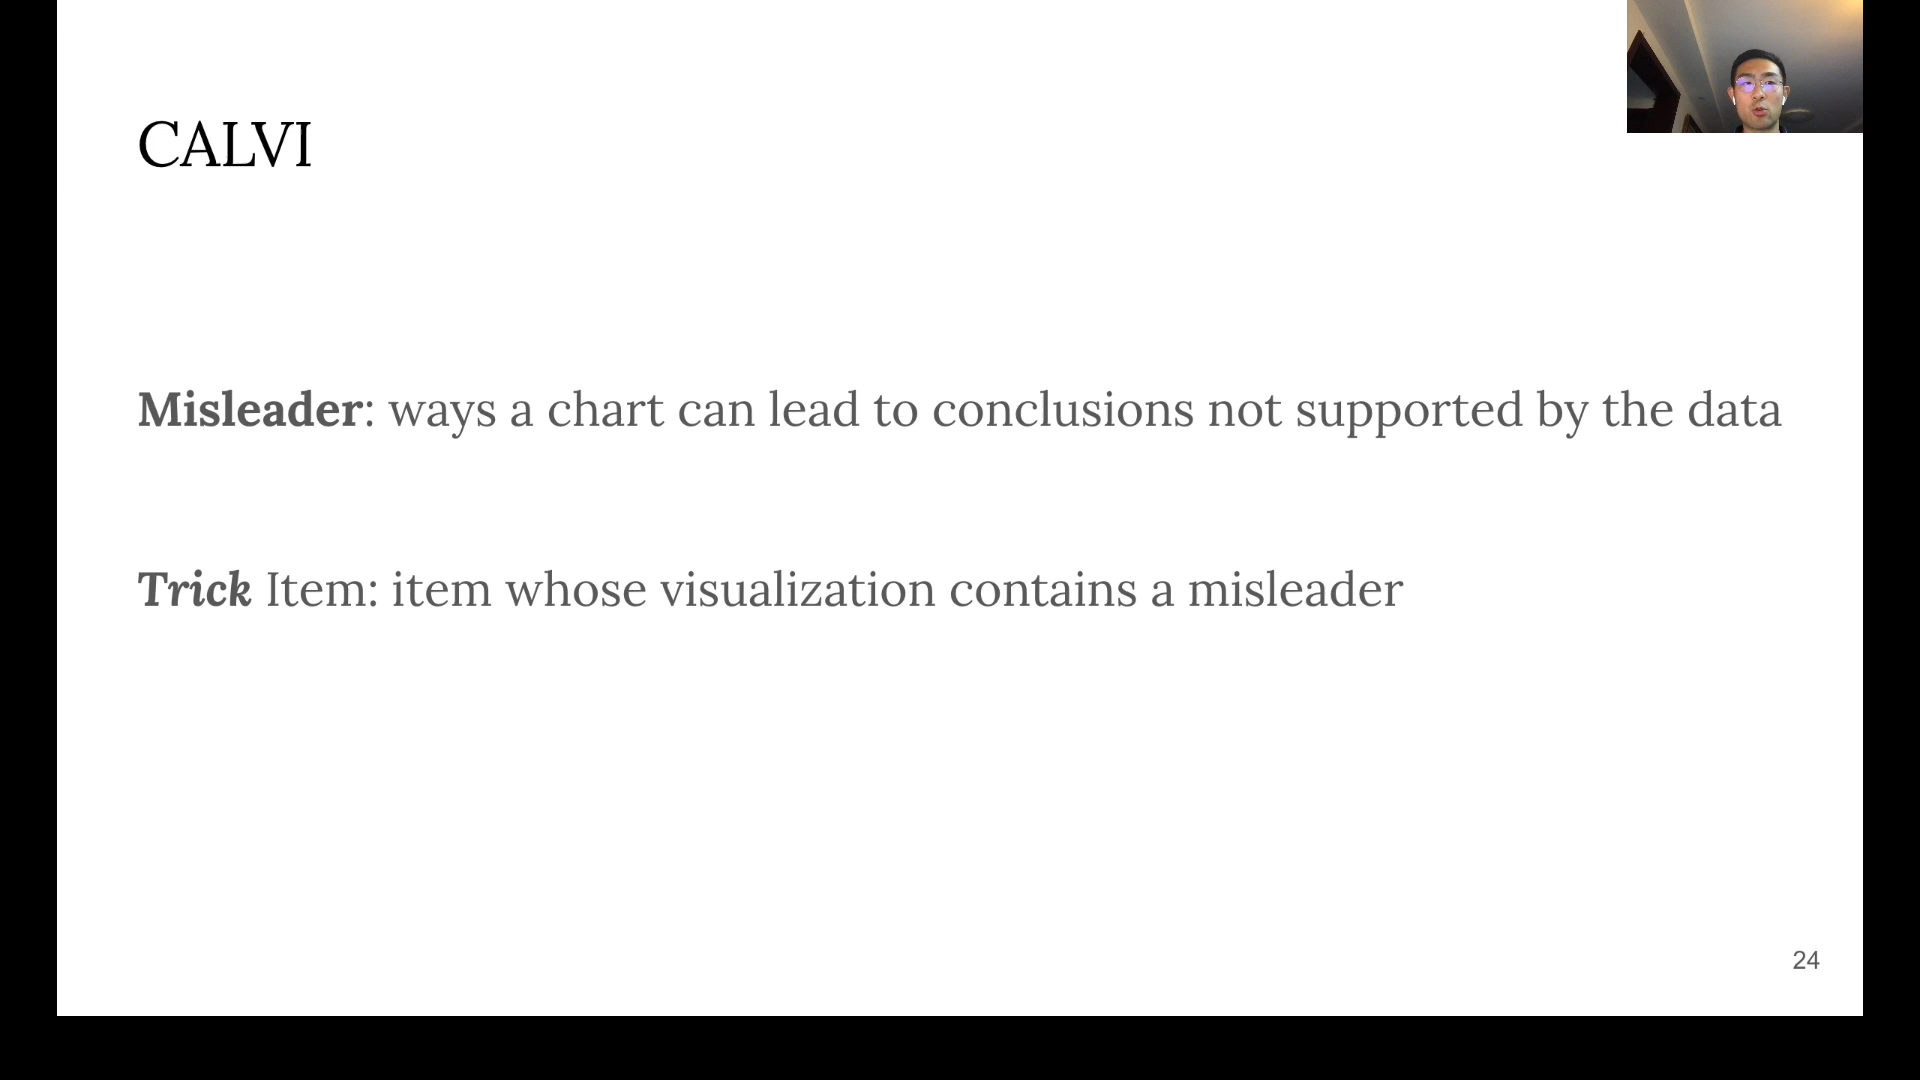 CALVI
Misleader: ways a chart can lead to conclusions not supported by the data
Trick Item: item whose visualization contains a misleader
24